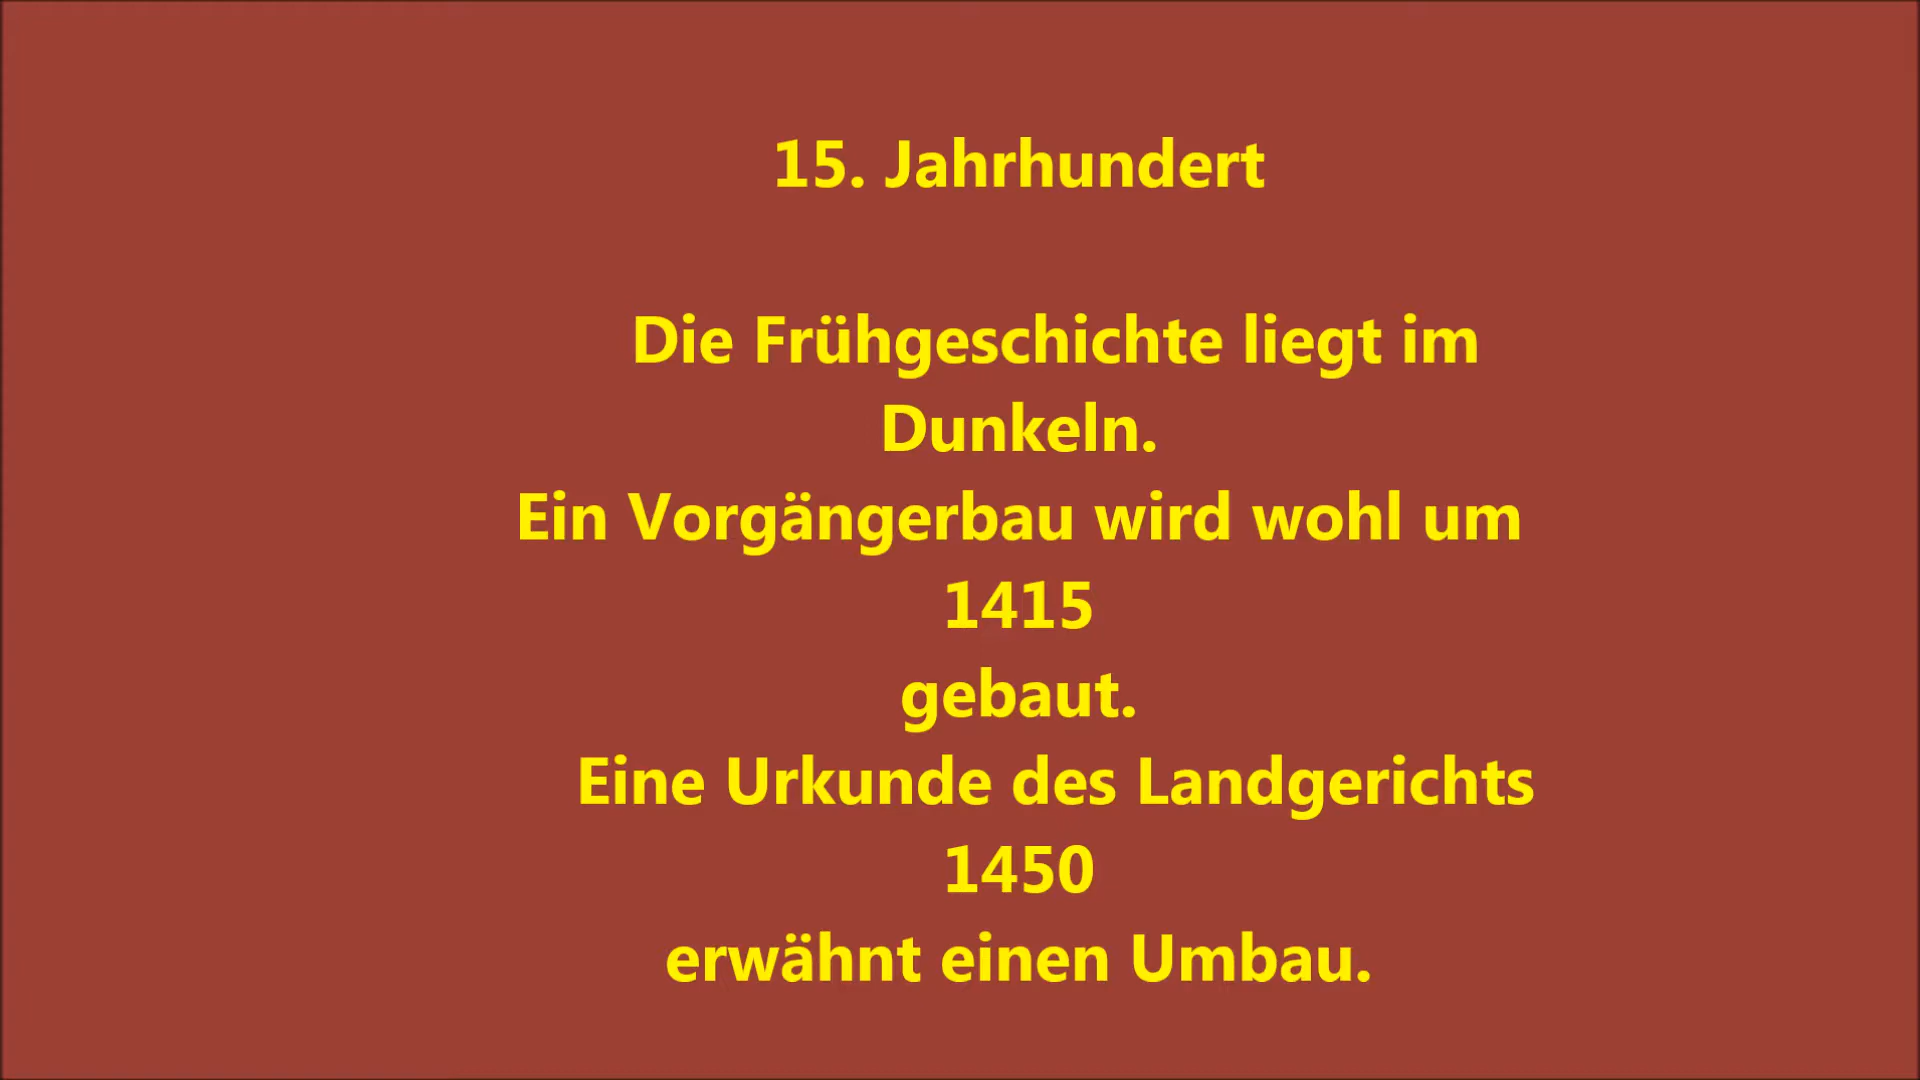 15. Jahrhundert
Die Frühgeschichte liegt im
Dunkeln.
Ein Vorgängerbau wird wohl um
1415
gebaut.
Eine Urkunde des Landgerichts
1450
erwähnt einen Umbau.